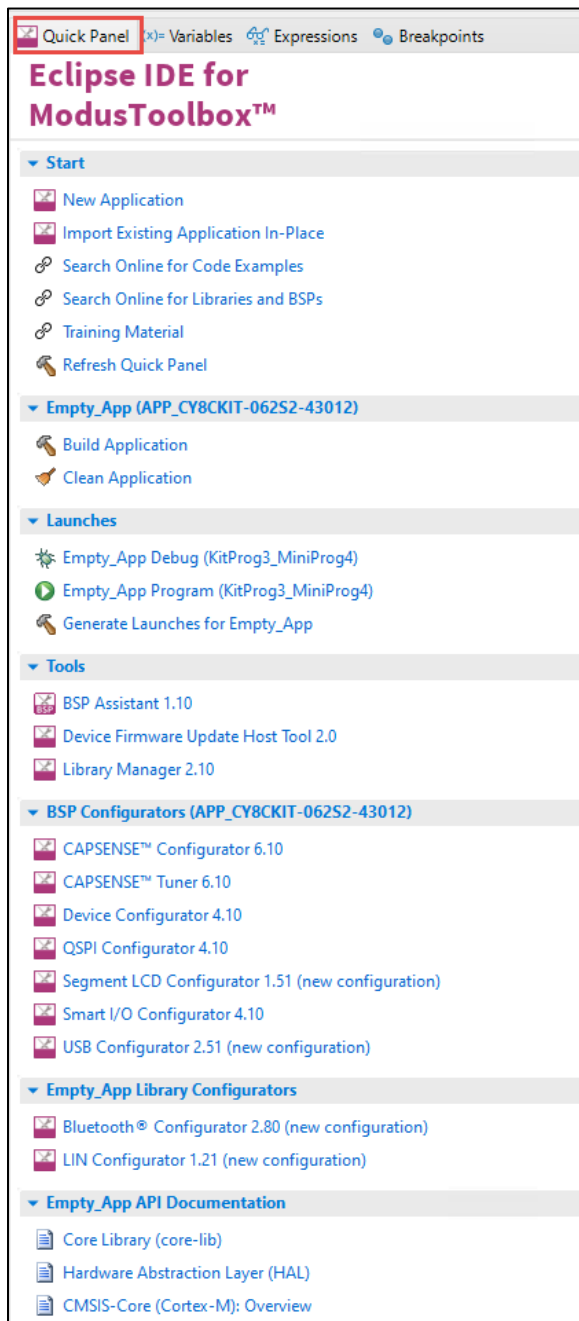 Quick Panel (x)= Variables Expressions Breakpoints
Eclipse IDE for
ModusToolbox™
Start
New Application
Import Existing Application In-Place
Search Online for Code Examples
Search Online for Libraries and BSPs
Training Material
Refresh Quick Panel
Empty_App (APP_CY8CKIT-062S2-43012)
Build Application
Clean Application
Launches
Empty_App Debug (KitProg3_MiniProg4)
Empty_App Program (KitProg3_MiniProg4)
Generate Launches for Empty_App
Tools
BSP BSP Assistant 1.10
Device Firmware Update Host Tool 2.0
Library Manager 2.10
BSP Configurators (APP_CY8CKIT-062S2-43012)
CAPSENSE™ Configurator 6.10
CAPSENSE™ Tuner 6.10
Device Configurator 4.10
QSPI Configurator 4.10
Segment LCD Configurator 1.51 (new configuration)
Smart I/O Configurator 4.10
USB Configurator 2.51 (new configuration)
Empty_App Library Configurators
Bluetooth® Configurator 2.80 (new configuration)
LIN Configurator 1.21 (new configuration)
Empty_App API Documentation
Core Library (core-lib)
Hardware Abstraction Layer (HAL)
CMSIS-Core (Cortex-M): Overview